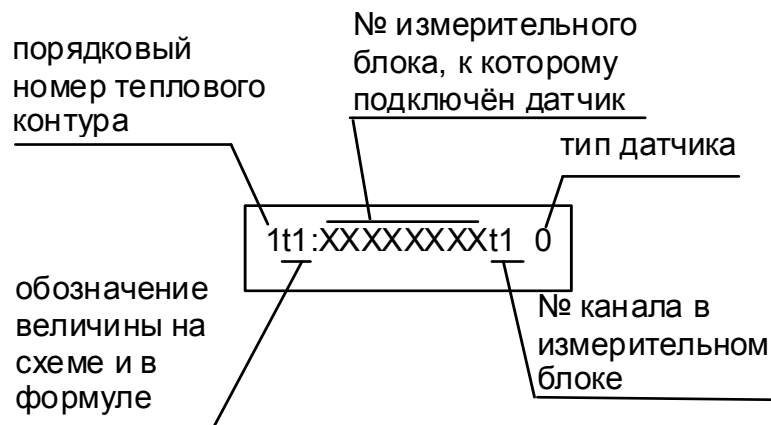 порядковый
номер теплового
контура
№ измерительного
блока, к которому
подключён датчик
тип датчика
1t1:XXXXXXXXt1 0
обозначение
величины на
схеме и в
формуле
№ канала в
измерительном
блоке